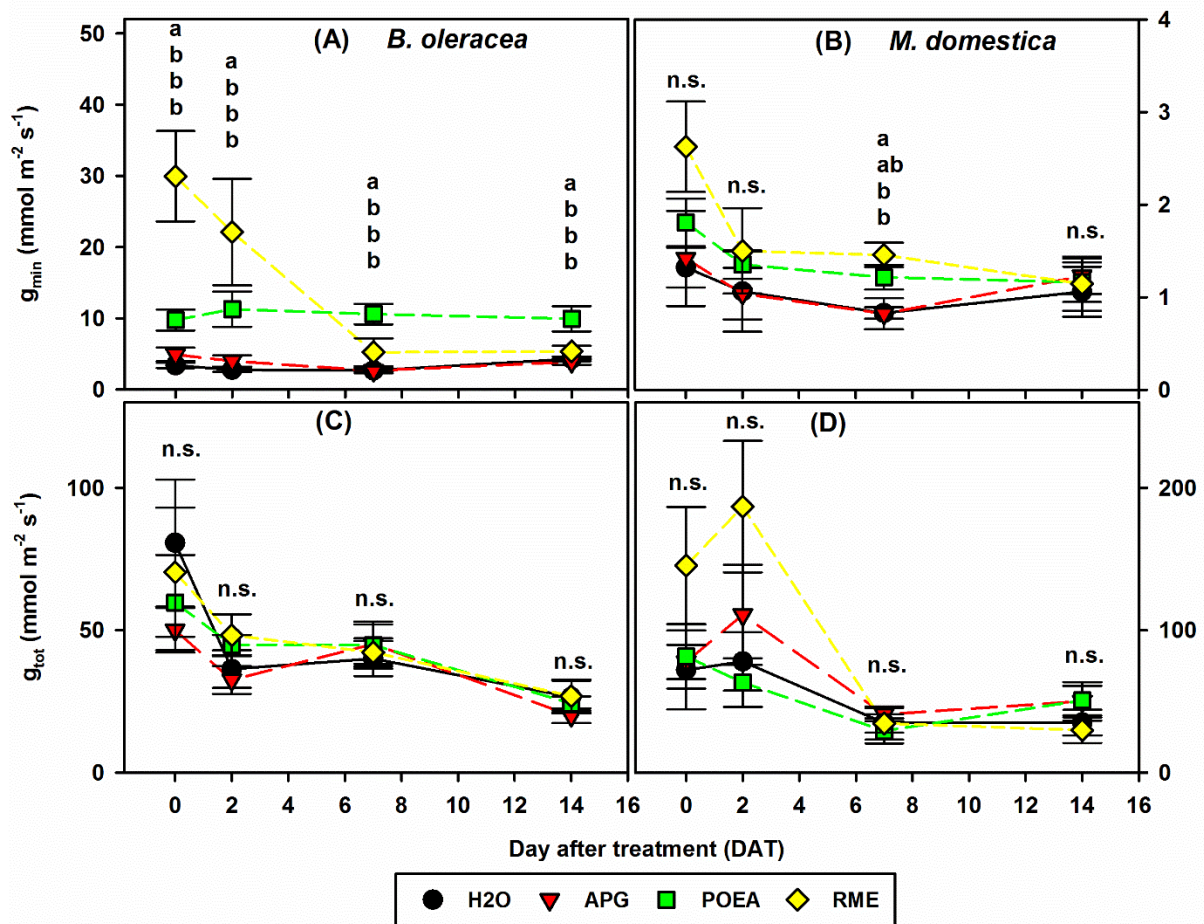 (A) B. oleracea
50
40
30
20
10
0
g_min (mmol m⁻² s⁻¹)
a
b
b
b
a
b
b
b
a
b
b
b
a
b
b
b
(B) M. domestica
4
3
2
1
0
n.s.
n.s.
a
ab
b
b
n.s.
(C)
100
50
0
g_tot (mmol m⁻² s⁻¹)
n.s.
n.s.
n.s.
n.s.
0 2 4 6 8 10 12 14 16
(D)
200
100
0
n.s.
n.s.
n.s.
n.s.
0 2 4 6 8 10 12 14 16
Day after treatment (DAT)
H2O APG POEA RME